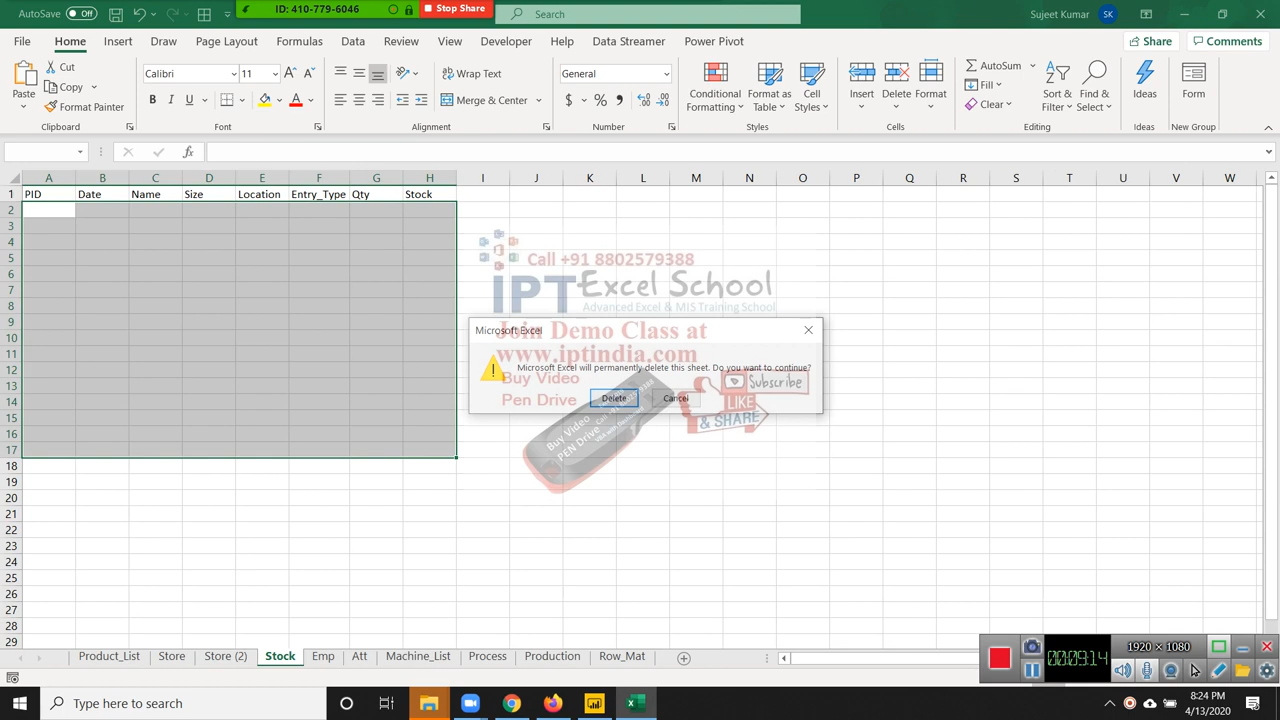 AutoSave Off
ID: 410-779-6046
Stop Share
Search
Sujeet Kumar
SK
File Home Insert Draw Page Layout Formulas Data Review View Developer Help Data Streamer Power Pivot
Share
Comments
Paste
Cut
Copy
Format Painter
Clipboard
Calibri 11
B I U
Font
Wrap Text
Merge & Center
Alignment
General
$ % ,
Number
Conditional Formatting
Format as Table
Cell Styles
Styles
Insert
Delete
Format
Cells
AutoSum
Fill
Clear
Sort & Filter
Find & Select
Editing
Ideas
Ideas
Form
New Group
fx
A B C D E F G H I J K L M N O P Q R S T U V W
1 PID Date Name Size Location Entry_Type Qty Stock
2
3
4
5
6
7
8
9
10
11
12
13
14
15
16
17
18
19
20
21
22
23
24
25
26
27
28
29
Call +91 8802579388
IPT Excel School
Advanced Excel & MIS Training School
Join Demo Class at
www.iptindia.com
Buy Video
Pen Drive
Subscribe
LIKE
& SHARE
Buy Video
PEN Drive
Microsoft Excel
Microsoft Excel will permanently delete this sheet. Do you want to continue?
Delete
Cancel
Product_List Store Store (2) Stock Emp Att Machine_List Process Production Row_Mat
00:09:14
1920 × 1080
Type here to search
8:24 PM
4/13/2020